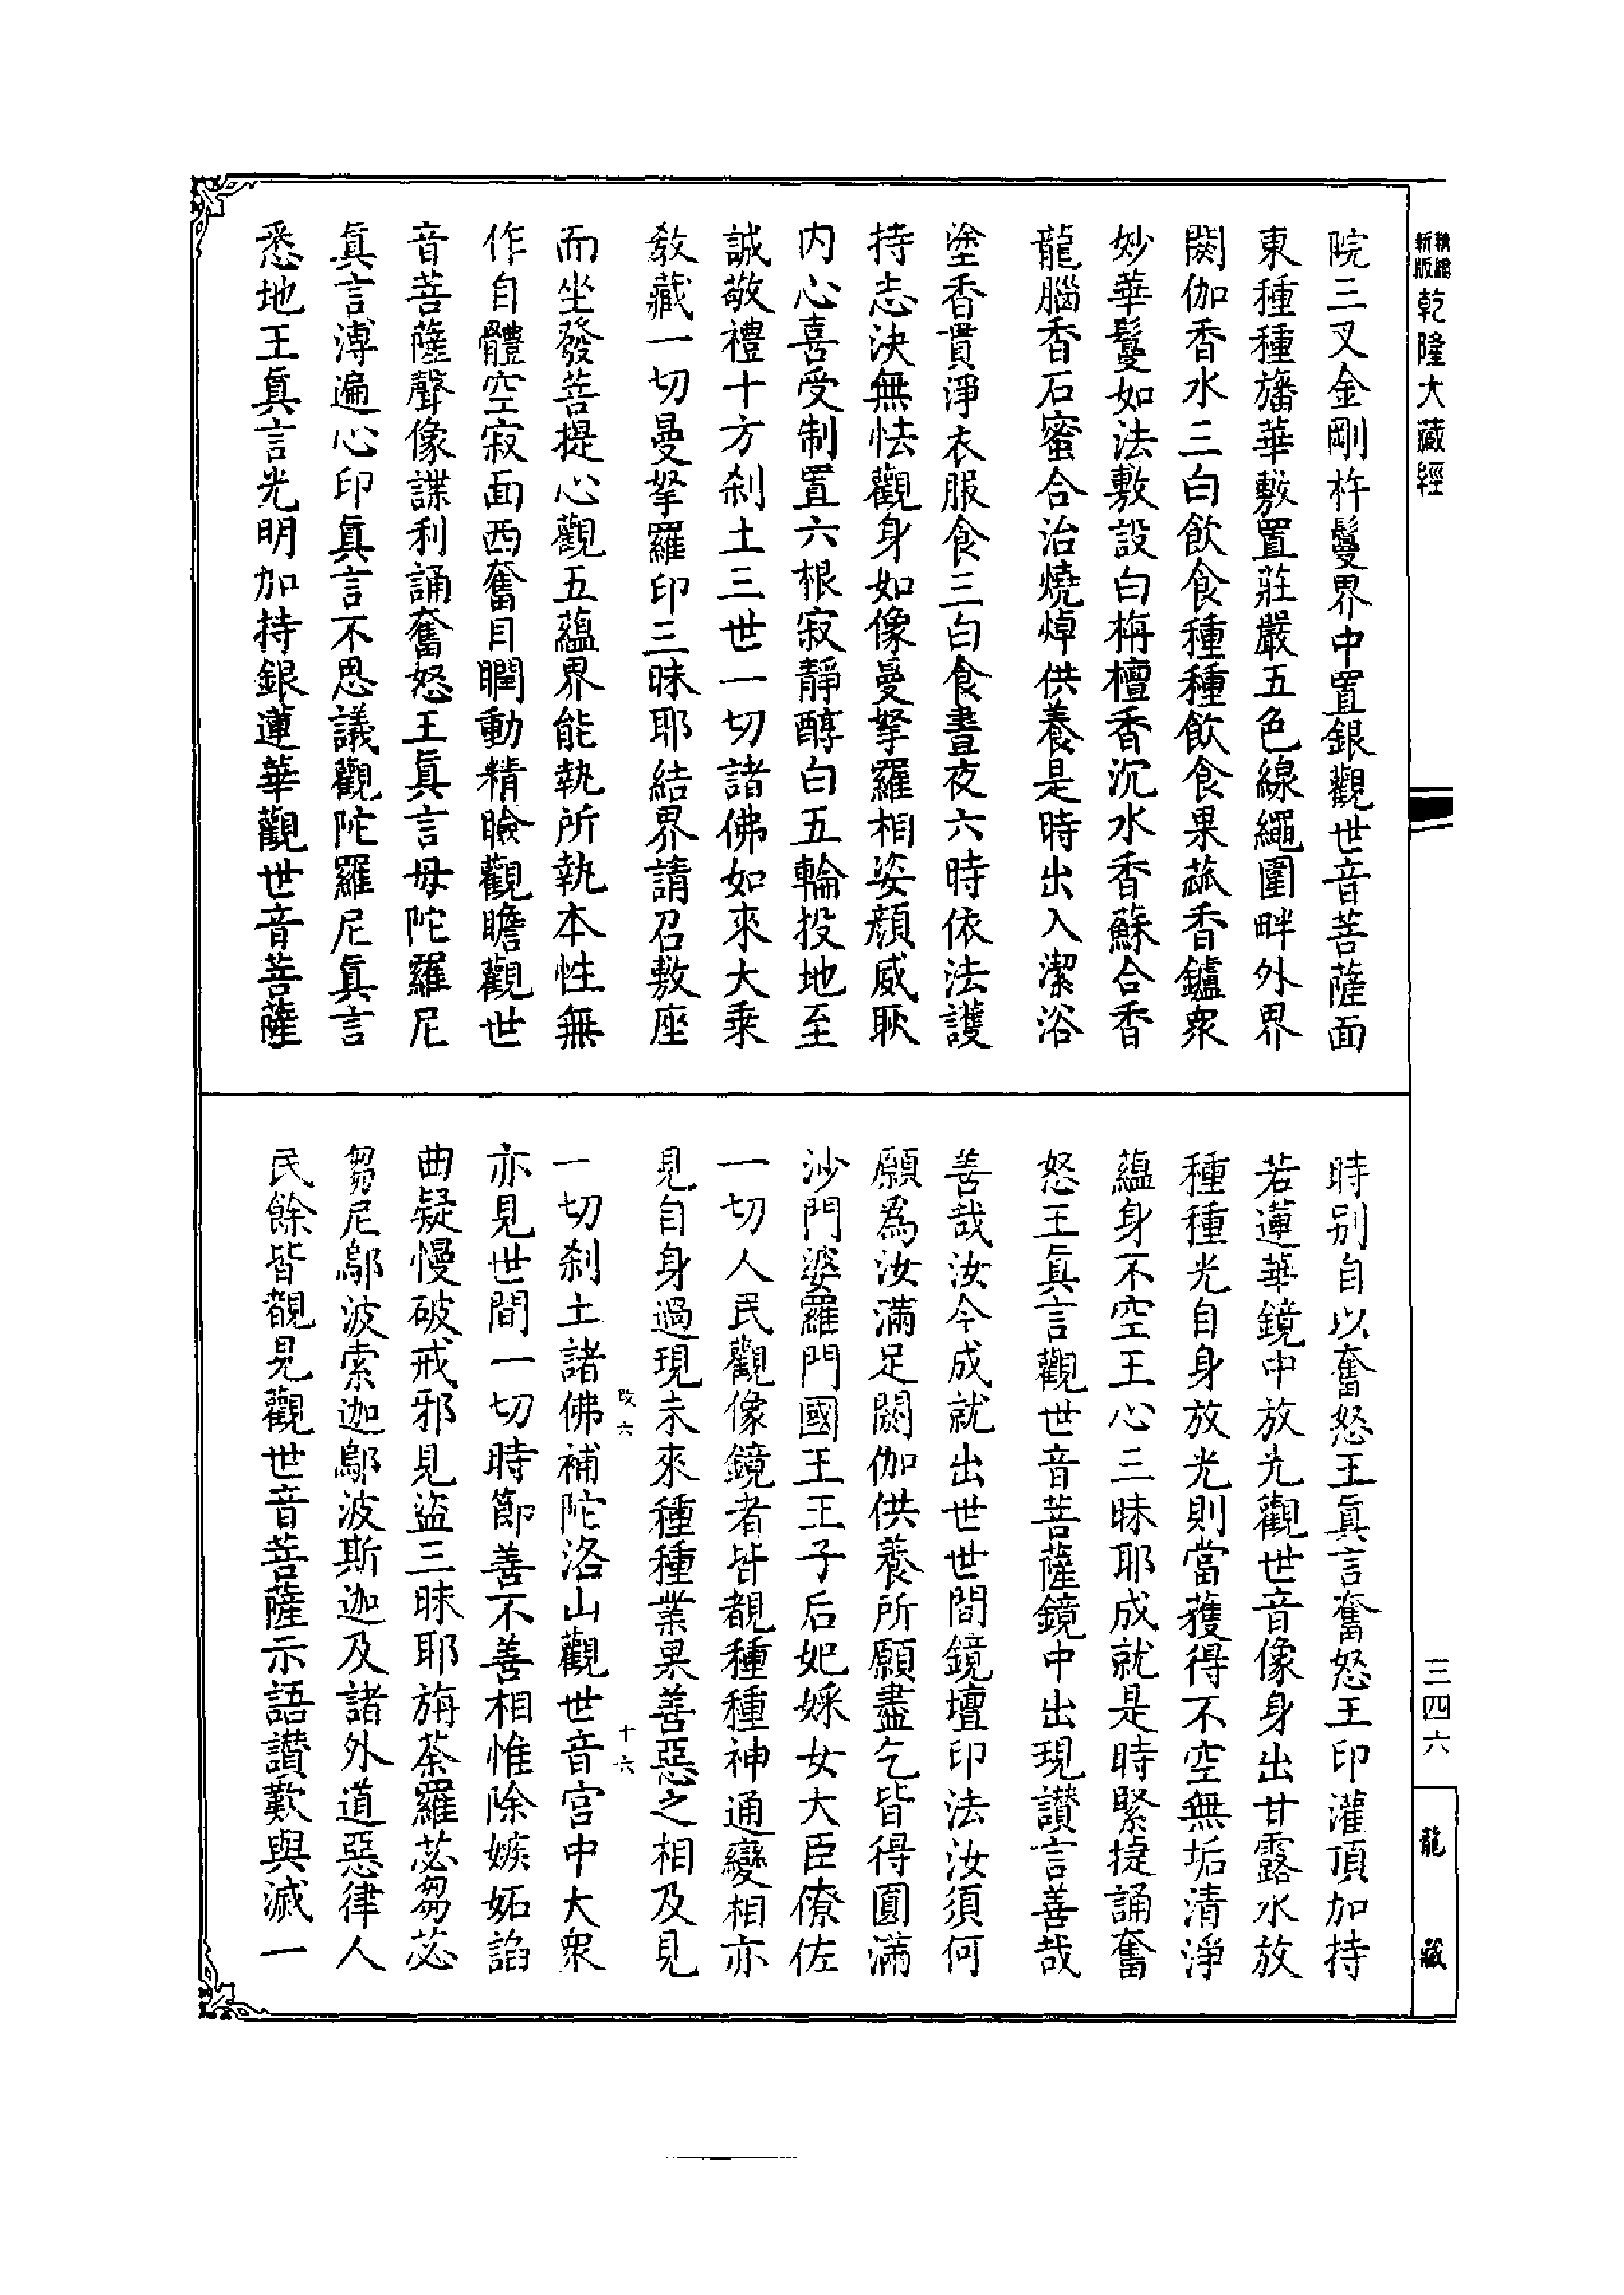 新版
精縮
乾隆大藏經
三四六
龍藏
院三叉金剛杵鬘界中置銀觀世音菩薩面
東種種旛華敷置莊嚴五色線繩圍畔外界
閼伽香水三白飲食種種飲食果蓏香鑪衆
妙華鬘如法敷設白栴檀香沉水香蘇合香
龍腦香石蜜合治燒焯供養是時出入潔浴
塗香貫淨衣服食三白食晝夜六時依法護
持志決無怯觀身如像曼拏羅相姿顏威耿
内心喜受制置六根寂靜醇白五輪投地至
誠敬禮十方刹土三世一切諸佛如來大乘
教藏一切曼拏羅印三昧耶結界請召敷座
而坐發菩提心觀五蘊界能執所執本性無
作自體空寂面西奮目瞤動精瞼觀瞻觀世
音菩薩聲像諜利誦奮怒王眞言母陀羅尼
眞言溥遍心印眞言不思議觀陀羅尼眞言
悉地王眞言光明加持銀蓮華觀世音菩薩
時别自以奮怒王眞言奮怒王印灌頂加持
若蓮華鏡中放光觀世音像身出甘露水放
種種光自身放光則當獲得不空無垢清淨
蘊身不空王心三昧耶成就是時緊捷誦奮
怒王眞言觀世音菩薩鏡中出現讃言善哉
善哉汝今成就出世世間鏡壇印法汝須何
願爲汝滿足閼伽供養所願盡乞皆得圓滿
沙門婆羅門國王王子后妃婇女大臣僚佐
一切人民觀像鏡者皆覩種種神通變相亦
見自身過現未來種種業果善惡之相及見
改六
十六
一切刹土諸佛補陀洛山觀世音宫中大衆
亦見世間一切時節善不善相惟除嫉妬諂
曲疑慢破戒邪見盜三昧耶旃荼羅苾芻苾
芻尼鄔波索迦鄔波斯迦及諸外道惡律人
民餘皆覩見觀世音菩薩示語讃歎與滅一